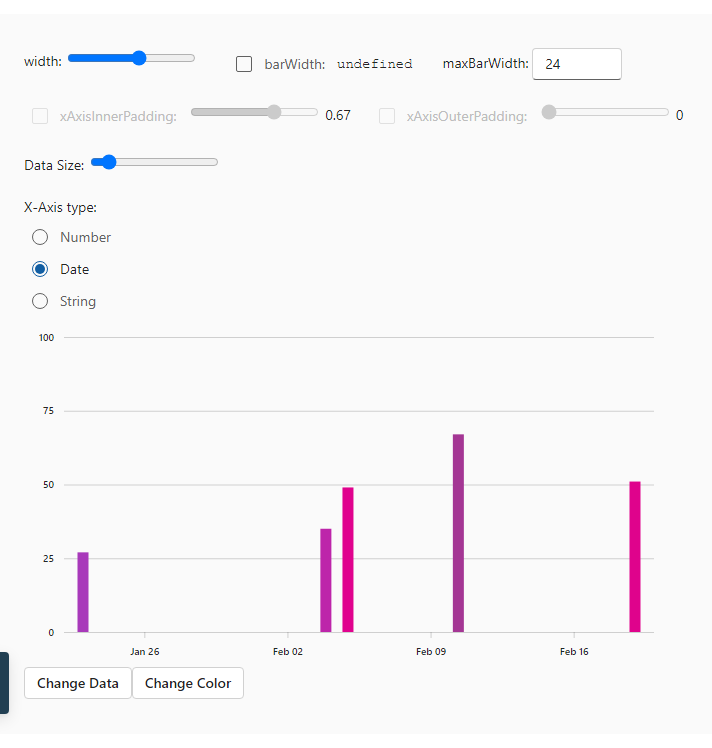 width: barWidth: undefined maxBarWidth: 24
xAxisInnerPadding: 0.67 xAxisOuterPadding: 0
Data Size:
X-Axis type:
Number
Date
String
100
75
50
25
0
Jan 26 Feb 02 Feb 09 Feb 16
Change Data Change Color